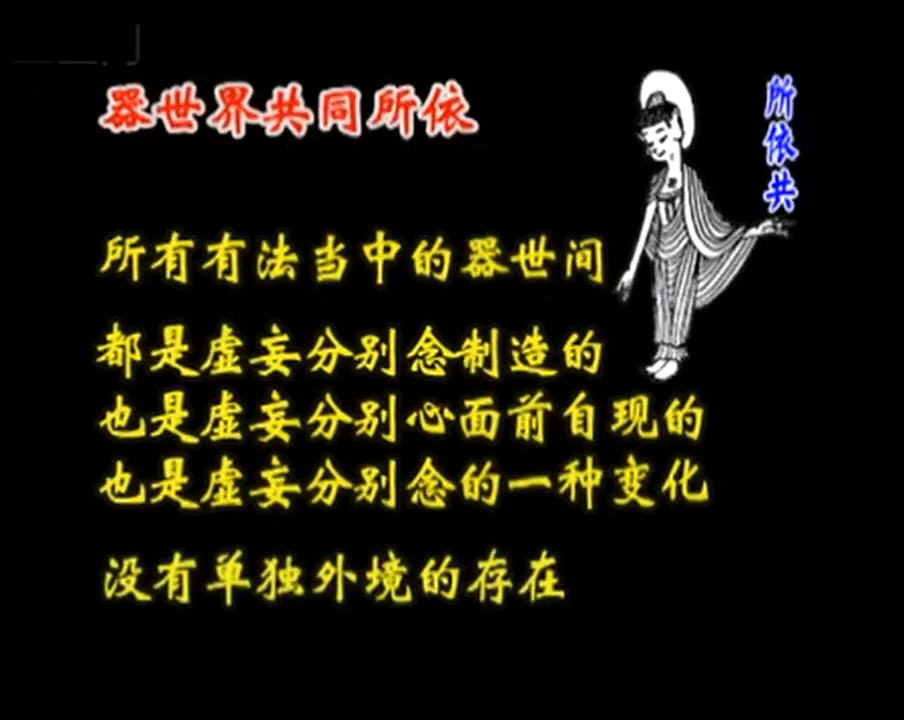 器世界共同所依
所依共
所有有法当中的器世间
都是虚妄分别念制造的
也是虚妄分别心面前自现的
也是虚妄分别念的一种变化
没有单独外境的存在